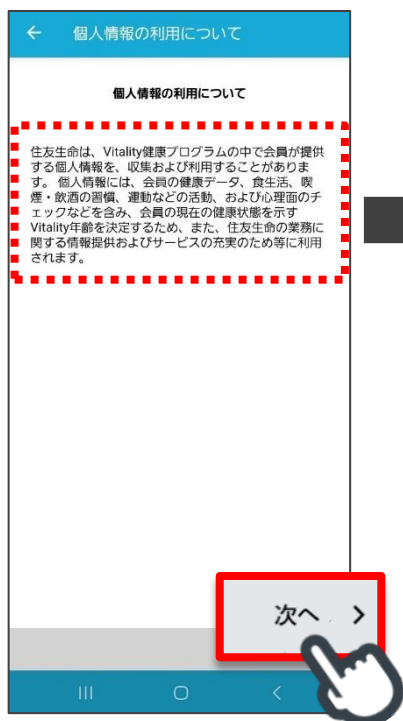 個人情報の利用について
個人情報の利用について
住友生命は、Vitality健康プログラムの中で会員が提供
する個人情報を、収集および利用することがありま
す。 個人情報には、会員の健康データ、食生活、喫
煙・飲酒の習慣、運動などの活動、および心理面のチ
ェックなどを含み、会員の現在の健康状態を示す
Vitality年齢を決定するため、また、住友生命の業務に
関する情報提供およびサービスの充実のため等に利用
されます。
次へ